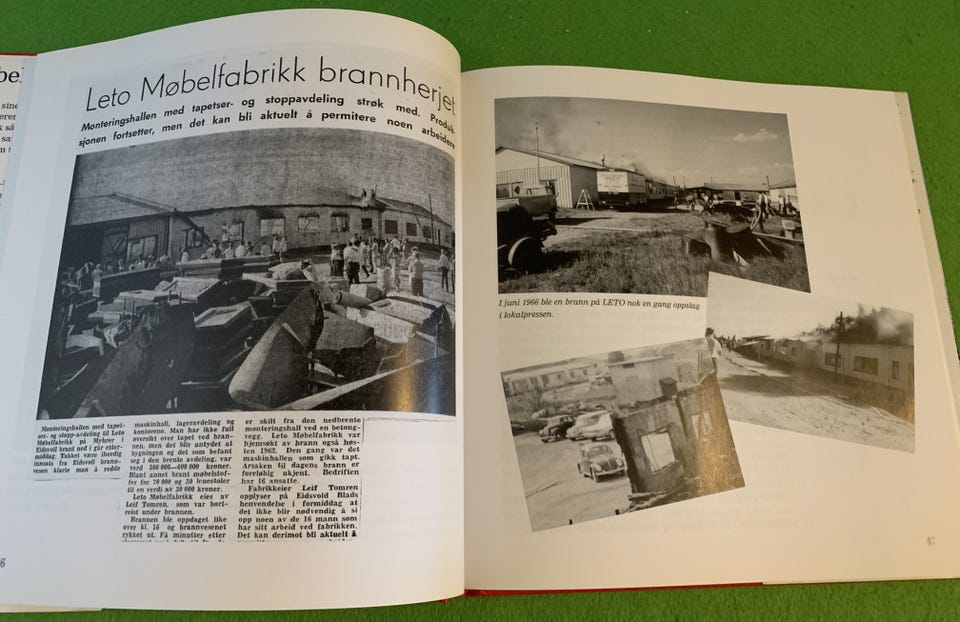 Leto Møbelfabrikk brannherjet
Monteringshallen med tapetser- og stoppavdeling strøk med. Produk-
sjonen fortsetter, men det kan bli aktuelt å permitere noen arbeidere
Monteringshallen med tapet-
ser- og stopp-avdeling til Leto
Møbelfabrikk på Myhrer i
Eidsvoll brant ned i går etter-
middag. Takket være iherdig
innsats fra Eidsvoll brann-
vesen klarte man å redde
maskinhall, lageravdeling og
kontorene. Man har ikke full
oversikt over tapet ved bran-
nen, men det blir antydet at
bygningen og det som befant
seg i den brente avdeling, var
verd 300 000—400 000 kroner.
Blant annet brant møbelstof-
fer for 70 000 og 30 lenestoler
til en verdi av 30 000 kroner.
Leto Møbelfabrikk eies av
Leif Tomren, som var bort-
reist under brannen.
Brannen ble oppdaget like
over kl. 16 og brannvesenet
rykket ut. Få minutter etter
er skilt fra den nedbrente
monteringshall ved en betong-
vegg. Leto Møbelfabrikk var
hjemsøkt av brann også høs-
ten 1962. Den gang var det
maskinhallen som gikk tapt.
Årsaken til dagens brann er
foreløbig ukjent. Bedriften
har 16 ansatte.
Fabrikkeier Leif Tomren
opplyser på Eidsvold Blads
henvendelse i formiddag at
det ikke blir nødvendig å si
opp noen av de 16 mann som
har sitt arbeid ved fabrikken.
Det kan derimot bli aktuelt å
I juni 1966 ble en brann på LETO nok en gang oppslag
i lokalpressen.